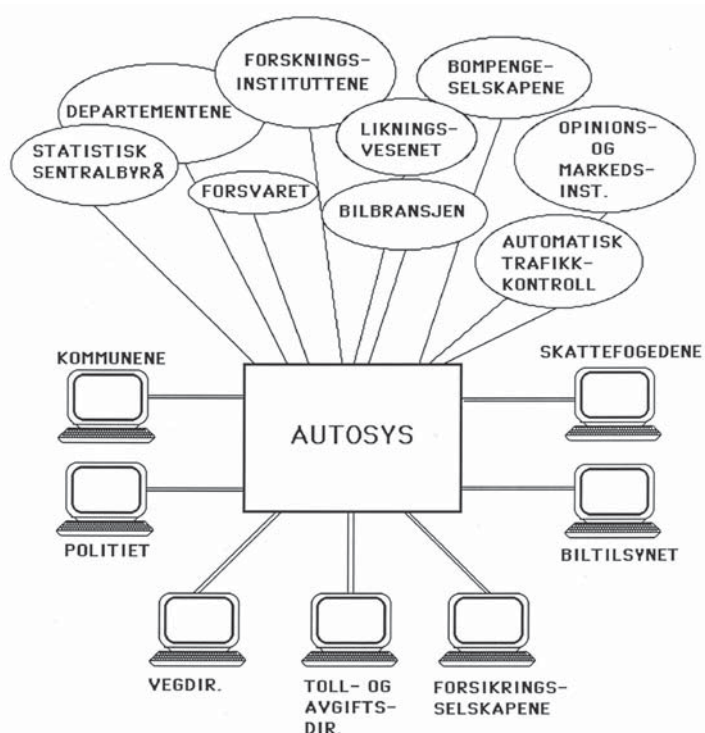 FORSKNINGS-
INSTITUTTENE
BOMPENGE-
SELSKAPENE
DEPARTEMENTENE
LIKNINGS-
VESENET
OPINIONS-
OG
MARKEDS-
INST.
STATISTISK
SENTRALBYRÅ
FORSVARET
BILBRANSJEN
AUTOMATISK
TRAFIKK-
KONTROLL
KOMMUNENE
SKATTEFOGEDENE
AUTOSYS
POLITIET
BILTILSYNET
VEGDIR.
TOLL- OG
AVGIFTS-
DIR.
FORSIKRINGS-
SELSKAPENE